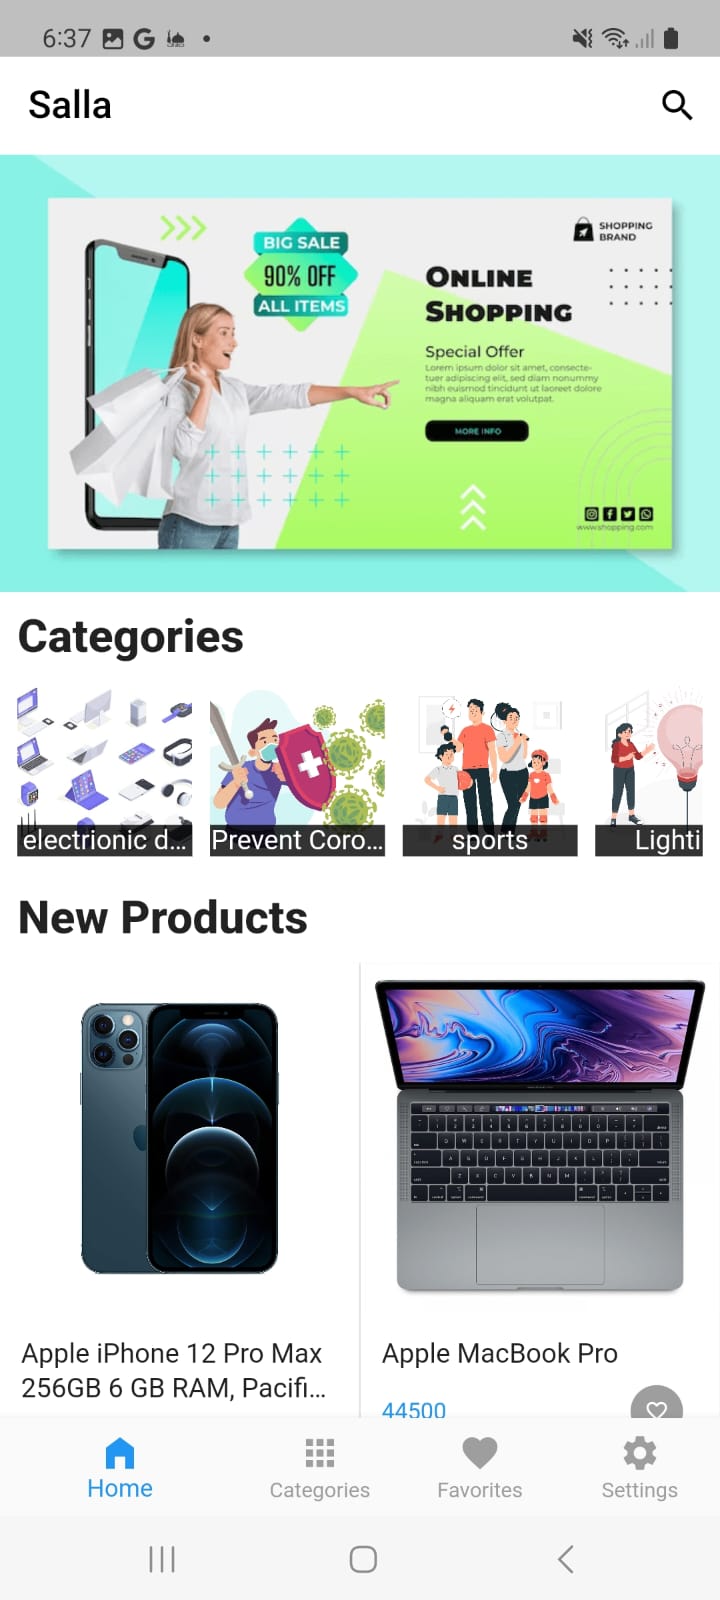 6:37
Salla
BIG SALE
90% OFF
ALL ITEMS
SHOPPING
BRAND
ONLINE
SHOPPING
Special Offer
Lorem ipsum dolor sit amet, consecte-
tuer adipiscing elit, sed diam nonummy
nibh euismod tincidunt ut laoreet dolore
magna aliquam erat volutpat.
MORE INFO
www.shopping.com
Categories
electrionic d...
Prevent Coro...
sports
Lighti
New Products
Apple iPhone 12 Pro Max
256GB 6 GB RAM, Pacifi...
Apple MacBook Pro
44500
Home
Categories
Favorites
Settings